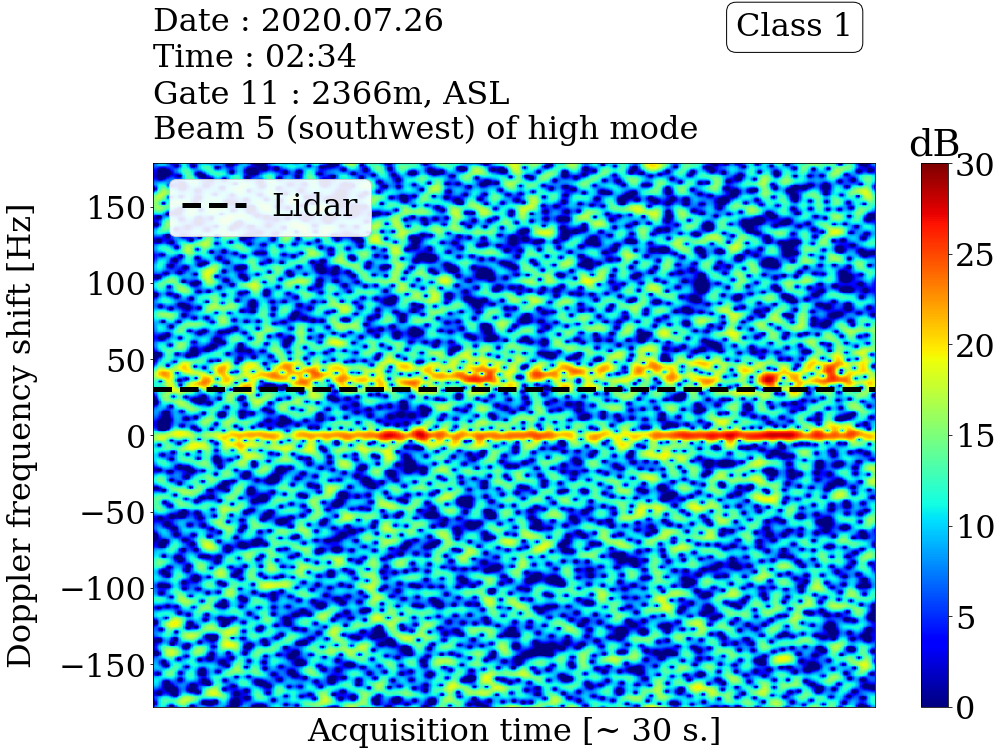 Date : 2020.07.26
Time : 02:34
Gate 11 : 2366m, ASL
Beam 5 (southwest) of high mode
Class 1
dB
Lidar
Doppler frequency shift [Hz]
150
100
50
0
−50
−100
−150
30
25
20
15
10
5
0
Acquisition time [~ 30 s.]